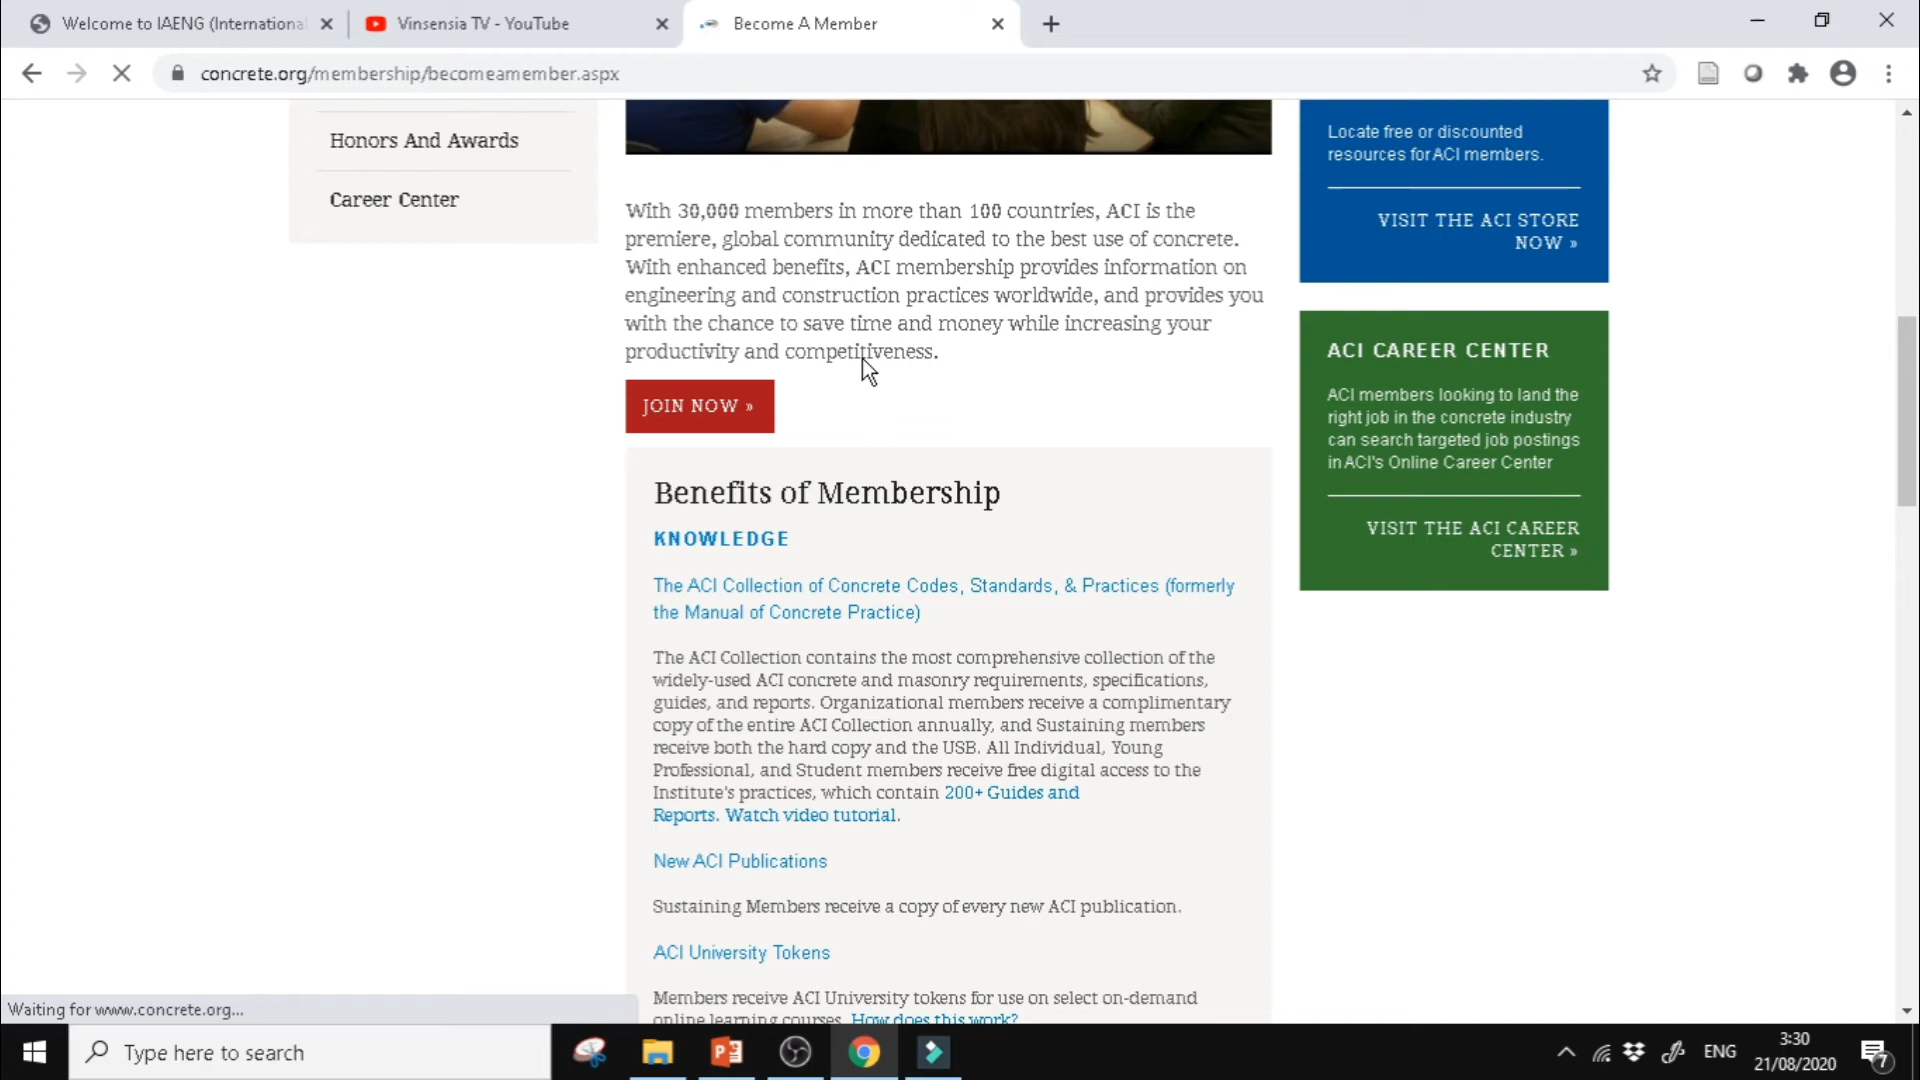 Welcome to IAENG (International
Vinsensia TV - YouTube
Become A Member
concrete.org/membership/becomeamember.aspx
Honors And Awards
Career Center
With 30,000 members in more than 100 countries, ACI is the
premiere, global community dedicated to the best use of concrete.
With enhanced benefits, ACI membership provides information on
engineering and construction practices worldwide, and provides you
with the chance to save time and money while increasing your
productivity and competitiveness.
JOIN NOW »
Benefits of Membership
KNOWLEDGE
The ACI Collection of Concrete Codes, Standards, & Practices (formerly
the Manual of Concrete Practice)
The ACI Collection contains the most comprehensive collection of the
widely-used ACI concrete and masonry requirements, specifications,
guides, and reports. Organizational members receive a complimentary
copy of the entire ACI Collection annually, and Sustaining members
receive both the hard copy and the USB. All Individual, Young
Professional, and Student members receive free digital access to the
Institute's practices, which contain 200+ Guides and
Reports. Watch video tutorial.
New ACI Publications
Sustaining Members receive a copy of every new ACI publication.
ACI University Tokens
Members receive ACI University tokens for use on select on-demand
online learning courses. How does this work?
Locate free or discounted
resources for ACI members.
VISIT THE ACI STORE
NOW »
ACI CAREER CENTER
ACI members looking to land the
right job in the concrete industry
can search targeted job postings
in ACI's Online Career Center
VISIT THE ACI CAREER
CENTER »
Waiting for www.concrete.org...
Type here to search
ENG
3:30
21/08/2020
7